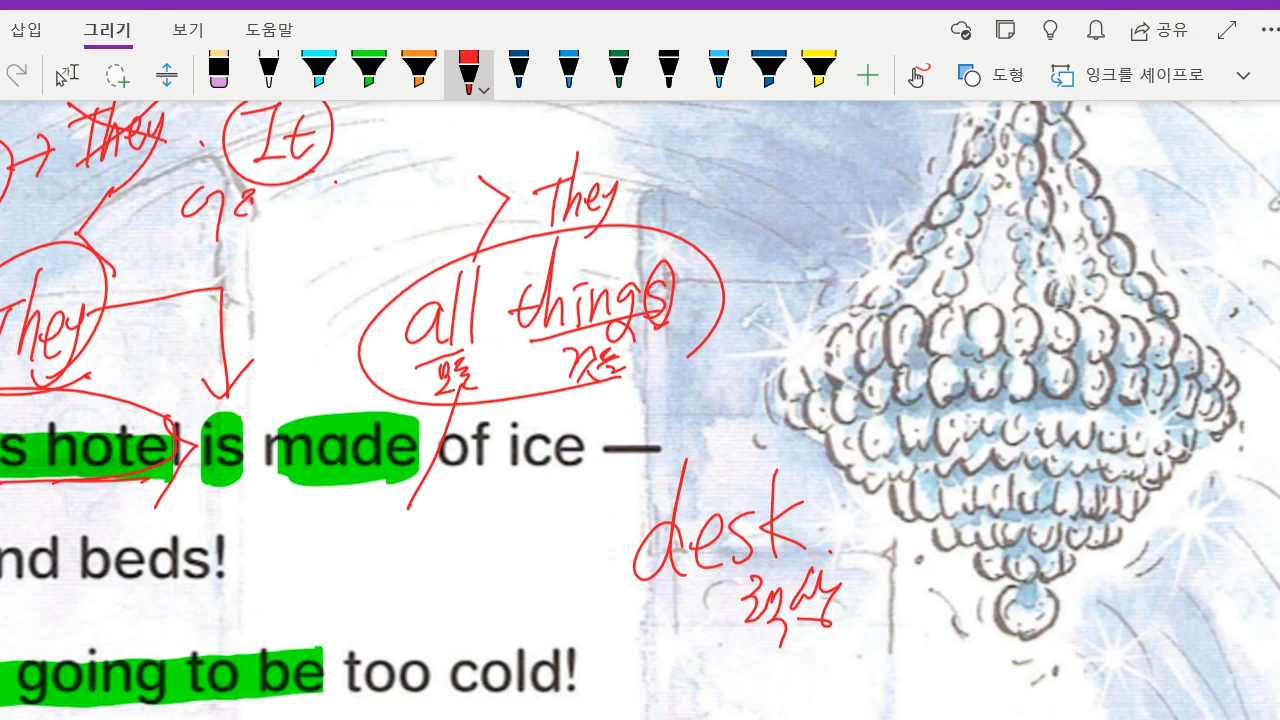 삽입 그리기 보기 도움말 공유
도형 잉크를 셰이프로
They . It
They
They
all things
모든 것들
s hotel is made of ice —
desk.
책상
nd beds!
going to be too cold!